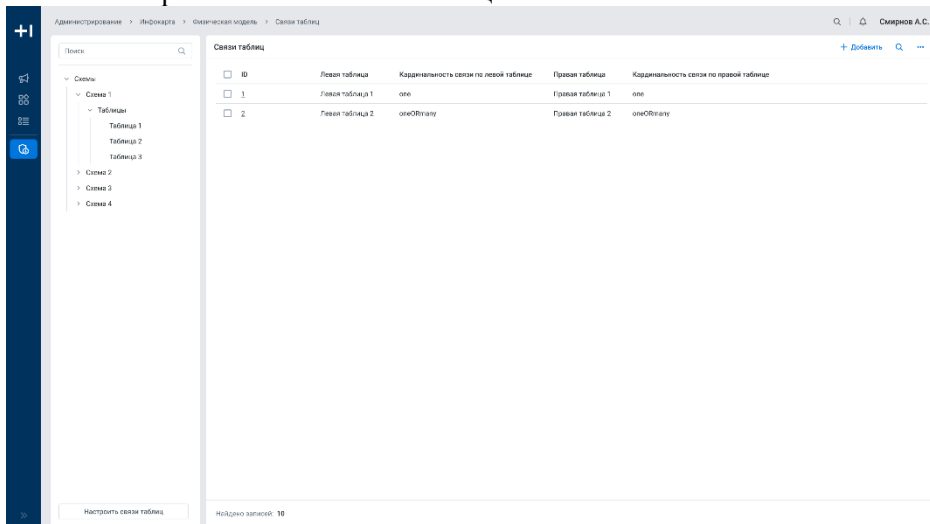 Администрирование > Инфокарта > Физическая модель > Связи таблиц
Смирнов А.С.
Поиск
Схемы
Схема 1
Таблицы
Таблица 1
Таблица 2
Таблица 3
Схема 2
Схема 3
Схема 4
Настроить связи таблиц
Связи таблиц
+ Добавить
ID Левая таблица Кардинальность связи по левой таблице Правая таблица Кардинальность связи по правой таблице
1 Левая таблица 1 one Правая таблица 1 one
2 Левая таблица 2 oneORmany Правая таблица 2 oneORmany
Найдено записей: 10